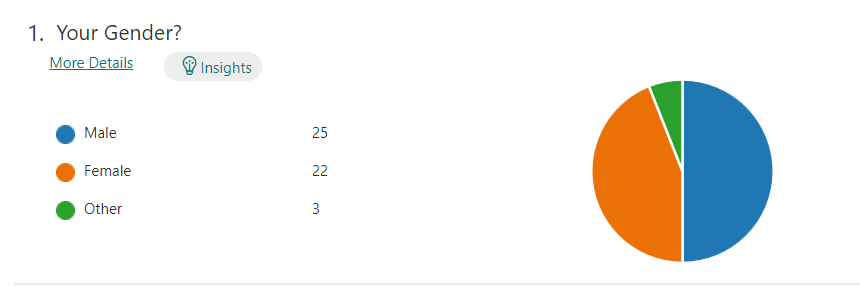 1. Your Gender?
More Details
Insights
Male 25
Female 22
Other 3